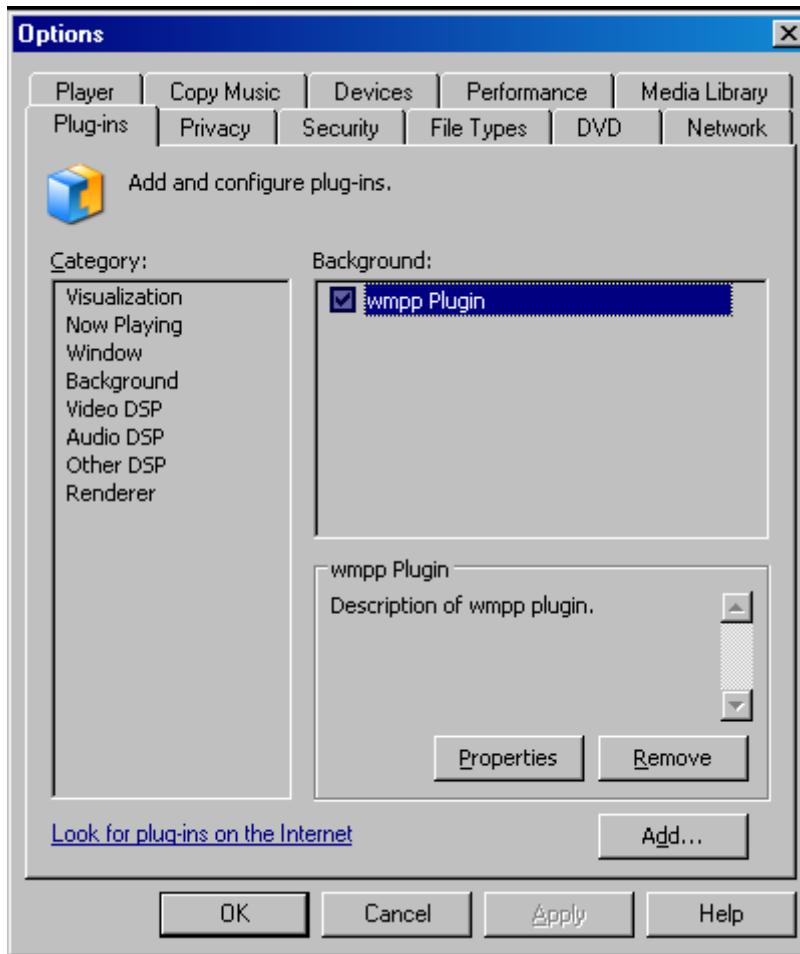 Options
Player Copy Music Devices Performance Media Library
Plug-ins Privacy Security File Types DVD Network
Add and configure plug-ins.
Category:
Visualization
Now Playing
Window
Background
Video DSP
Audio DSP
Other DSP
Renderer
Background:
wmpp Plugin
wmpp Plugin
Description of wmpp plugin.
Properties Remove
Look for plug-ins on the Internet
Add...
OK Cancel Apply Help